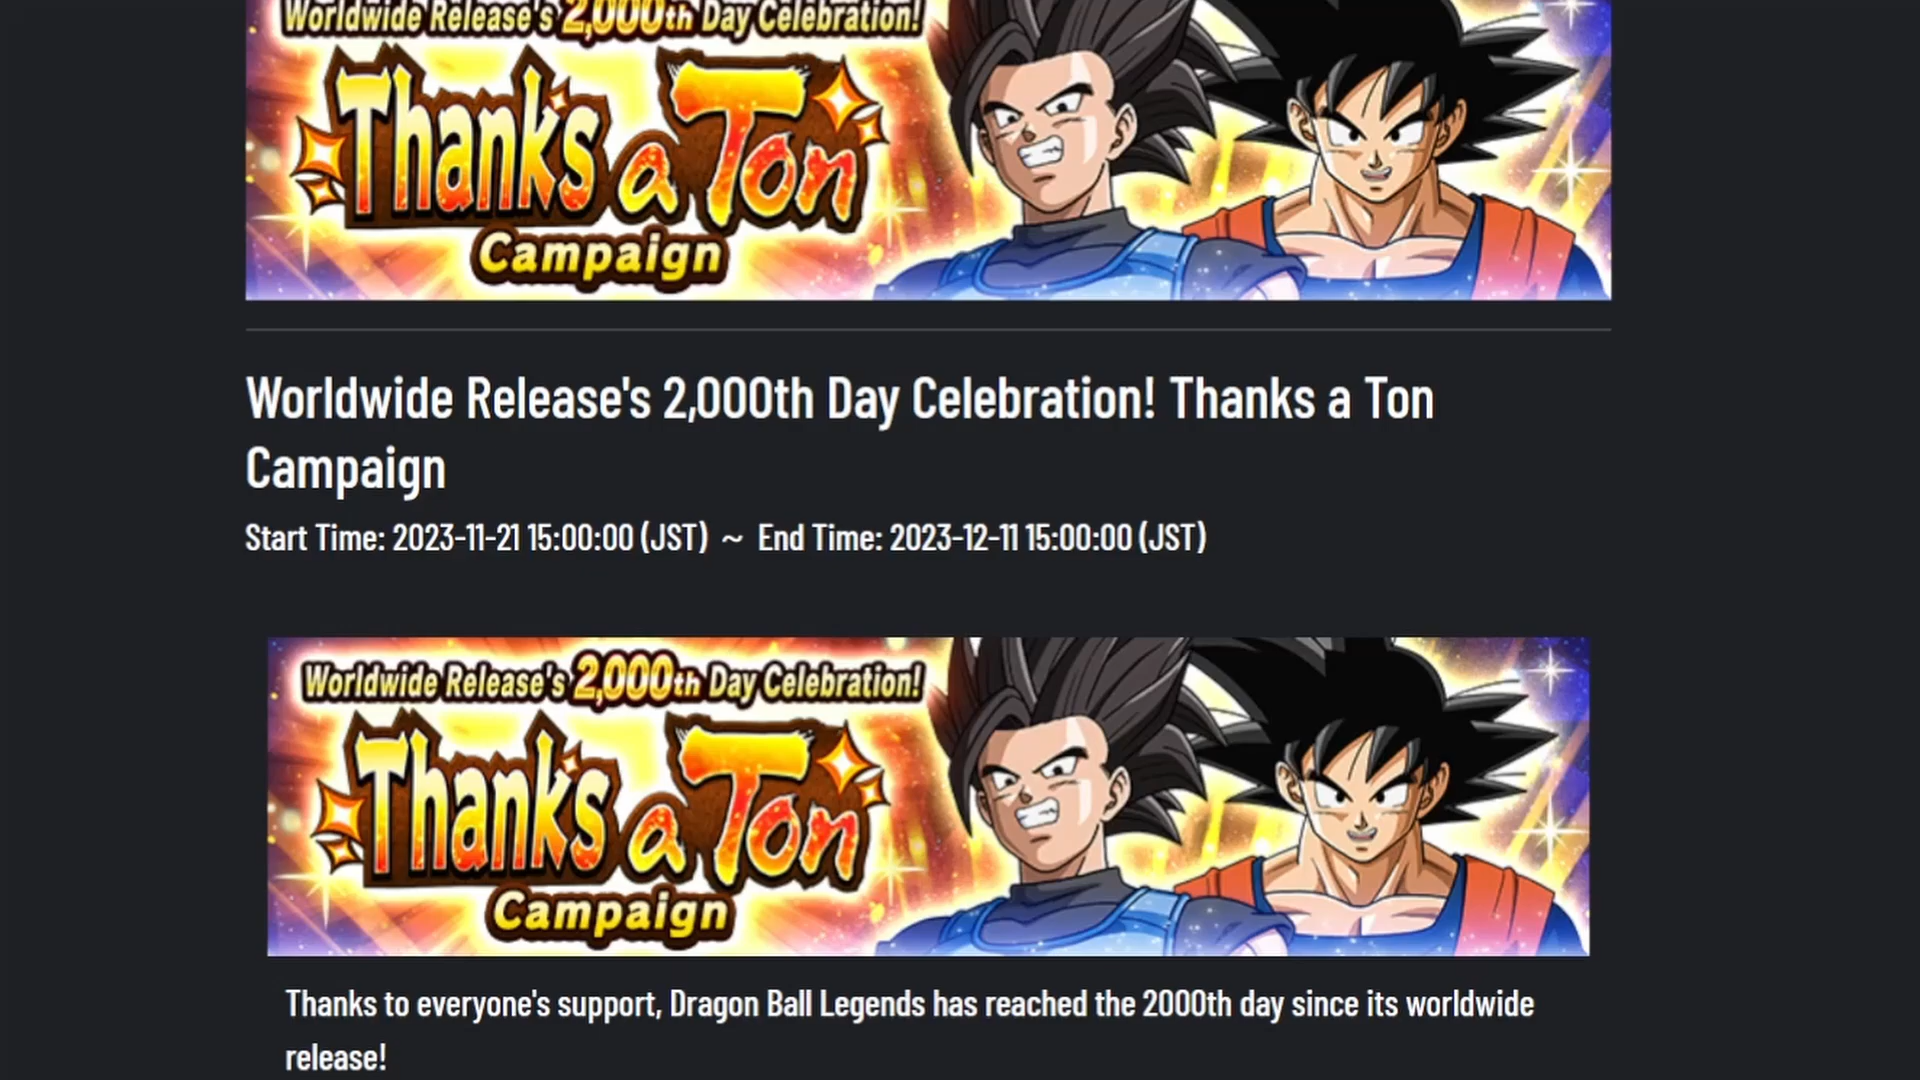 Worldwide Release's 2,000th Day Celebration!
Thanks a Ton
Campaign
Worldwide Release's 2,000th Day Celebration! Thanks a Ton
Campaign
Start Time: 2023-11-21 15:00:00 (JST) ~ End Time: 2023-12-11 15:00:00 (JST)
Worldwide Release's 2,000th Day Celebration!
Thanks a Ton
Campaign
Thanks to everyone's support, Dragon Ball Legends has reached the 2000th day since its worldwide
release!